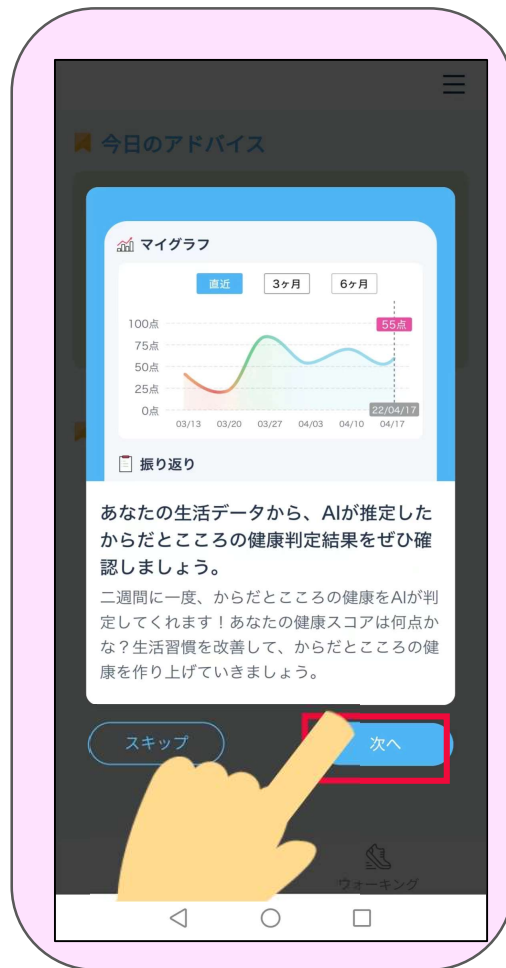 今日のアドバイス
マイグラフ
直近 3ヶ月 6ヶ月
100点
55点
75点
50点
25点
0点
22/04/17
03/13 03/20 03/27 04/03 04/10 04/17
振り返り
あなたの生活データから、AIが推定した
からだとこころの健康判定結果をぜひ確
認しましょう。
二週間に一度、からだとこころの健康をAIが判
定してくれます！あなたの健康スコアは何点か
な？生活習慣を改善して、からだとこころの健
康を作り上げていきましょう。
スキップ
次へ
ウォーキング